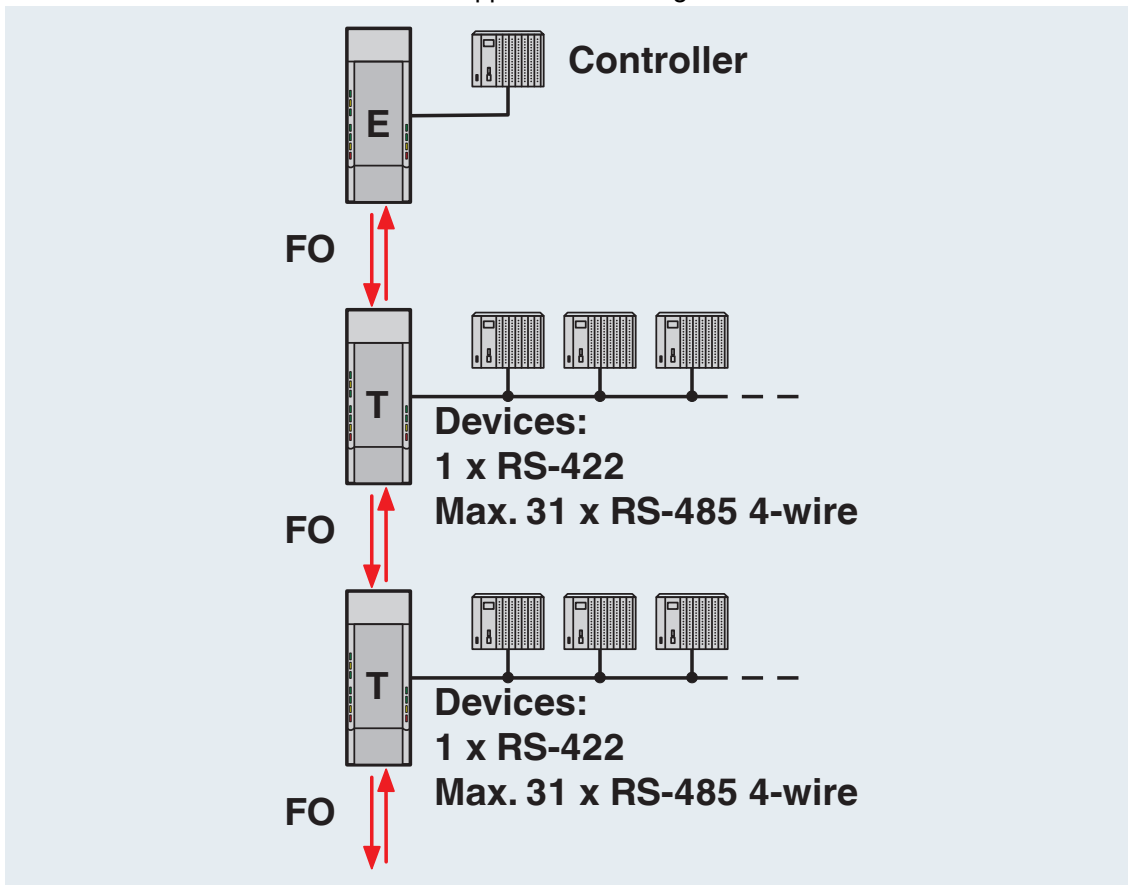 Controller
E
FO
T
Devices:
1 x RS-422
Max. 31 x RS-485 4-wire
FO
T
Devices:
1 x RS-422
Max. 31 x RS-485 4-wire
FO